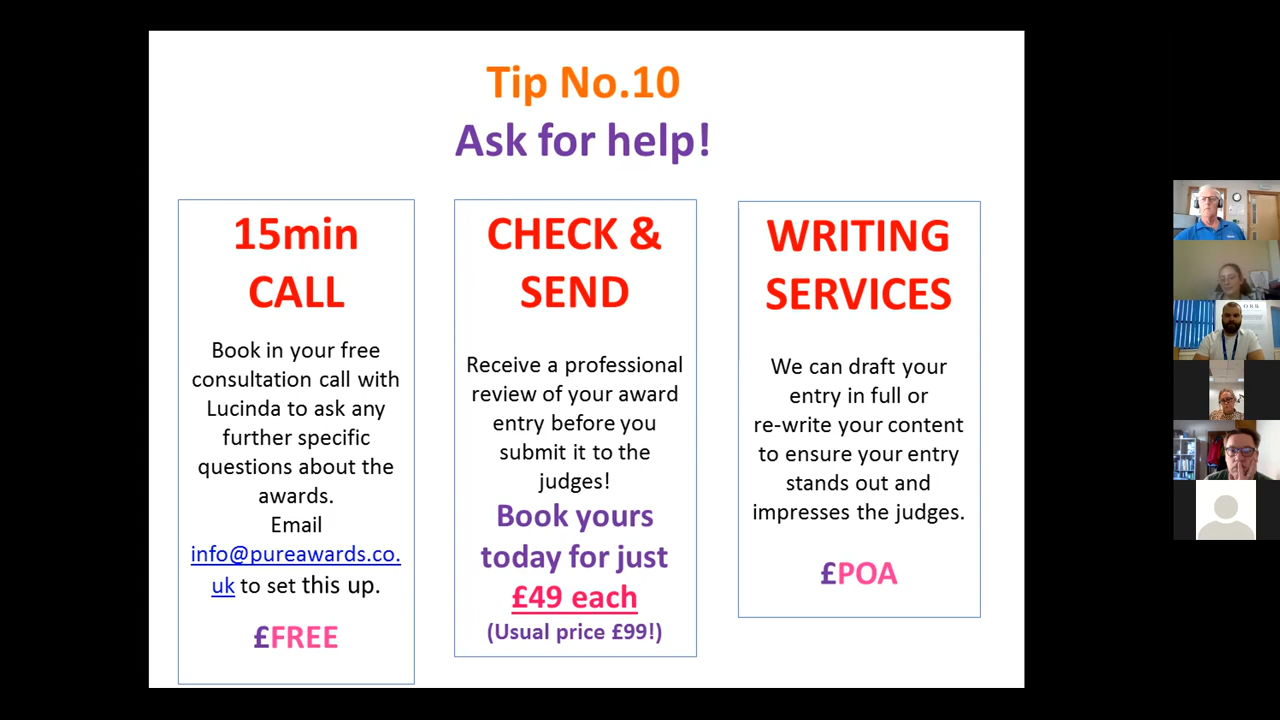 Tip No.10
Ask for help!
15min
CALL
Book in your free
consultation call with
Lucinda to ask any
further specific
questions about the
awards.
Email
info@pureawards.co.
uk to set this up.
£FREE
CHECK &
SEND
Receive a professional
review of your award
entry before you
submit it to the
judges!
Book yours
today for just
£49 each
(Usual price £99!)
WRITING
SERVICES
We can draft your
entry in full or
re-write your content
to ensure your entry
stands out and
impresses the judges.
£POA